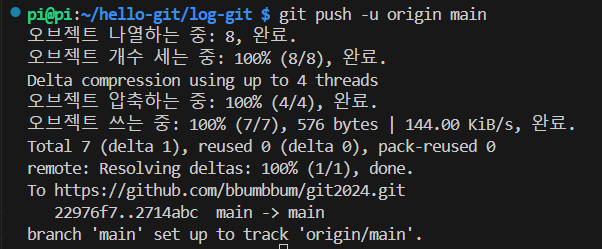 pi@pi:~/hello-git/log-git $ git push -u origin main
오브젝트 나열하는 중: 8, 완료.
오브젝트 개수 세는 중: 100% (8/8), 완료.
Delta compression using up to 4 threads
오브젝트 압축하는 중: 100% (4/4), 완료.
오브젝트 쓰는 중: 100% (7/7), 576 bytes | 144.00 KiB/s, 완료.
Total 7 (delta 1), reused 0 (delta 0), pack-reused 0
remote: Resolving deltas: 100% (1/1), done.
To https://github.com/bbumbbum/git2024.git
   22976f7..2714abc  main -> main
branch 'main' set up to track 'origin/main'.